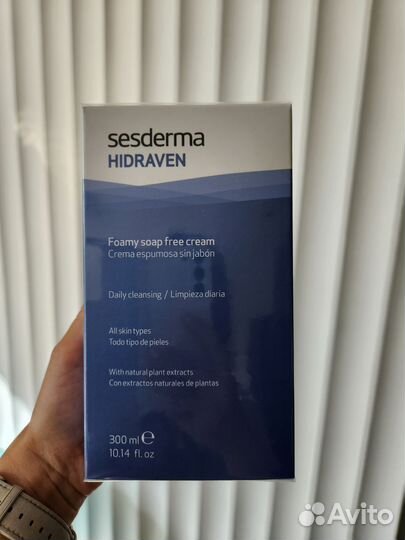 sesderma
HIDRAVEN
Foamy soap free cream
Crema espumosa sin jabón
Daily cleansing / Limpieza diaria
All skin types
Todo tipo de pieles
With natural plant extracts
Con extractos naturales de plantas
300 ml ℮
10.14 fl. oz
Avito